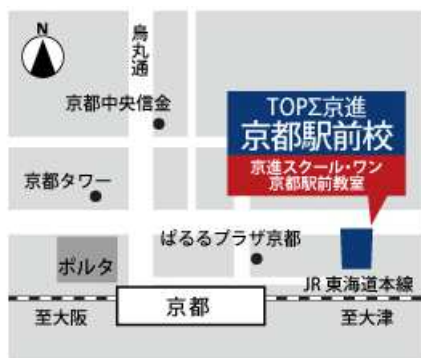 N
烏丸通
京都中央信金
TOPΣ京進
京都駅前校
京進スクール・ワン
京都駅前教室
京都タワー
ぱるるプラザ京都
ポルタ
JR東海道本線
京都
至大阪
至大津